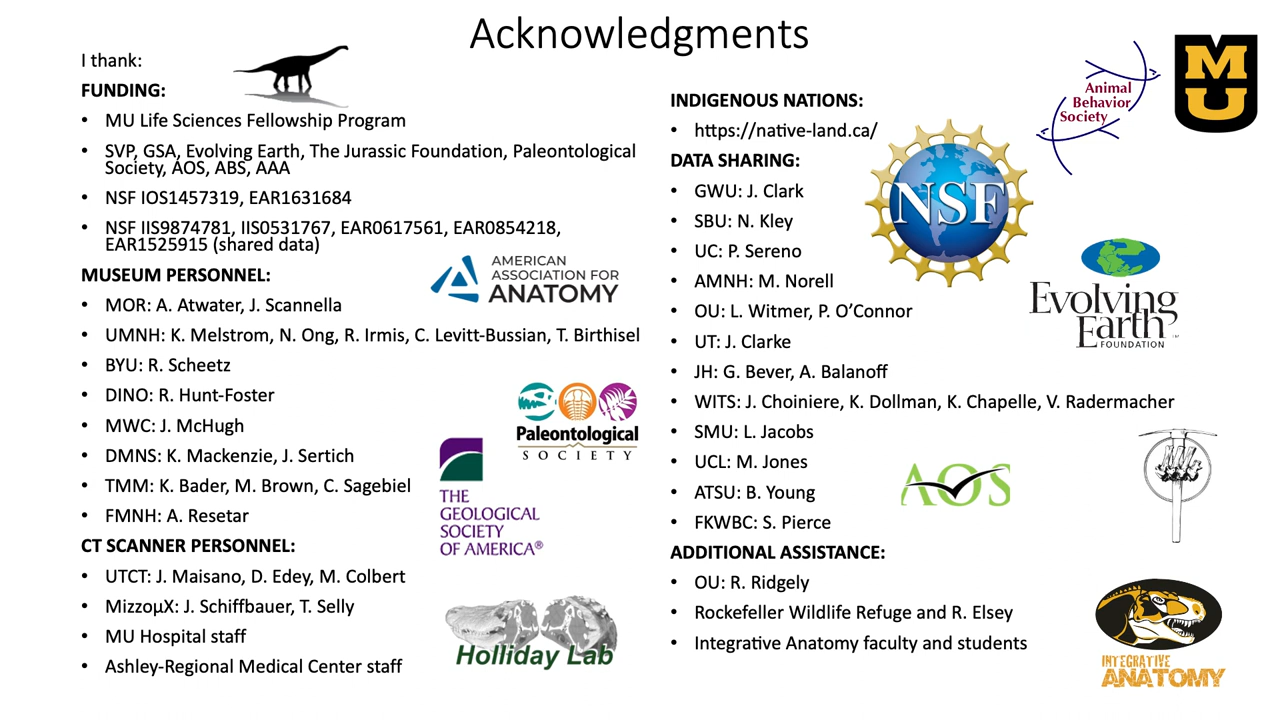 Acknowledgments
I thank:
FUNDING:
• MU Life Sciences Fellowship Program
• SVP, GSA, Evolving Earth, The Jurassic Foundation, Paleontological
Society, AOS, ABS, AAA
• NSF IOS1457319, EAR1631684
• NSF IIS9874781, IIS0531767, EAR0617561, EAR0854218,
EAR1525915 (shared data)
MUSEUM PERSONNEL:
• MOR: A. Atwater, J. Scannella
• UMNH: K. Melstrom, N. Ong, R. Irmis, C. Levitt-Bussian, T. Birthisel
• BYU: R. Scheetz
• DINO: R. Hunt-Foster
• MWC: J. McHugh
• DMNS: K. Mackenzie, J. Sertich
• TMM: K. Bader, M. Brown, C. Sagebiel
• FMNH: A. Resetar
CT SCANNER PERSONNEL:
• UTCT: J. Maisano, D. Edey, M. Colbert
• MizzoµX: J. Schiffbauer, T. Selly
• MU Hospital staff
• Ashley-Regional Medical Center staff
AMERICAN
ASSOCIATION FOR
ANATOMY
Paleontological
SOCIETY
THE
GEOLOGICAL
SOCIETY
OF AMERICA®
Holliday Lab
INDIGENOUS NATIONS:
• https://native-land.ca/
DATA SHARING:
• GWU: J. Clark
• SBU: N. Kley
• UC: P. Sereno
• AMNH: M. Norell
• OU: L. Witmer, P. O’Connor
• UT: J. Clarke
• JH: G. Bever, A. Balanoff
• WITS: J. Choiniere, K. Dollman, K. Chapelle, V. Radermacher
• SMU: L. Jacobs
• UCL: M. Jones
• ATSU: B. Young
• FKWBC: S. Pierce
ADDITIONAL ASSISTANCE:
• OU: R. Ridgely
• Rockefeller Wildlife Refuge and R. Elsey
• Integrative Anatomy faculty and students
Animal
Behavior
Society
MU
NSF
Evolving
Earth
FOUNDATION
AOS
INTEGRATIVE
ANATOMY